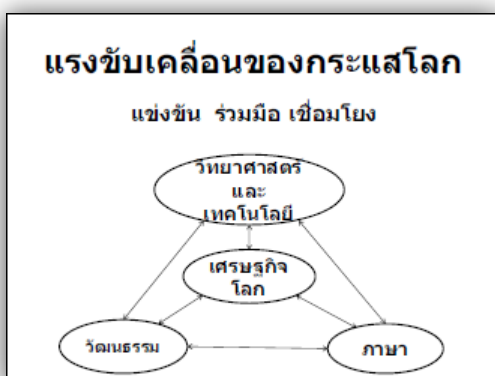 แรงขับเคลื่อนของกระแสโลก
แข่งขัน ร่วมมือ เชื่อมโยง
วิทยาศาสตร์
และ
เทคโนโลยี
เศรษฐกิจ
โลก
วัฒนธรรม
ภาษา